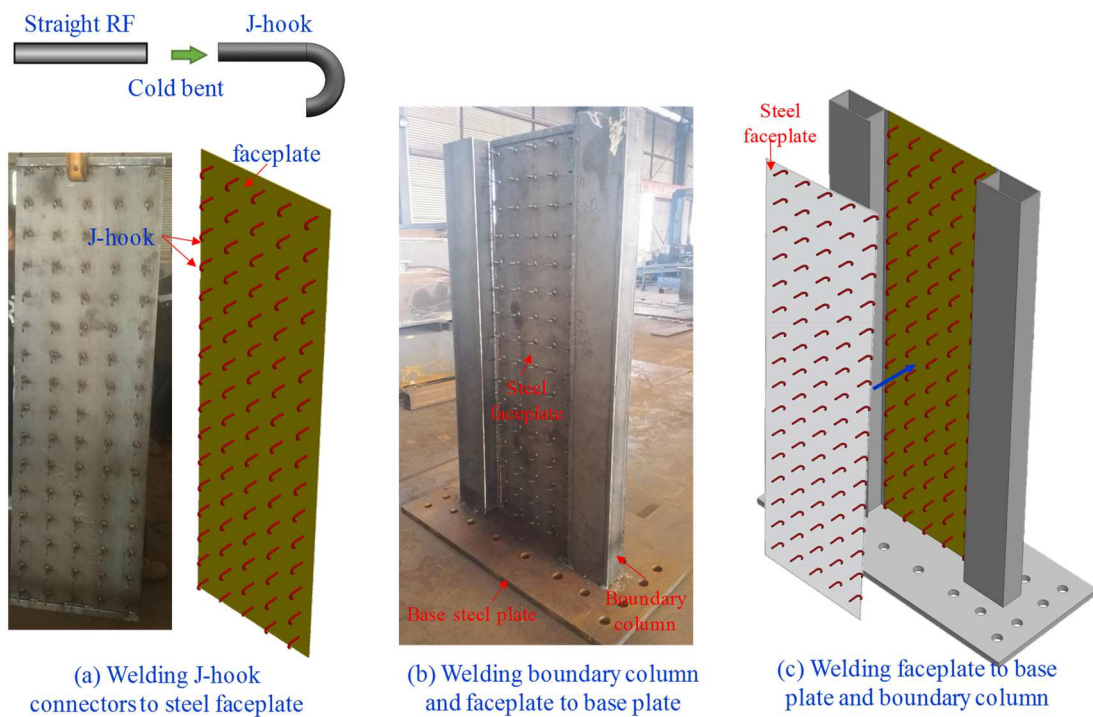 Straight RF
J-hook
Cold bent
faceplate
J-hook
(a) Welding J-hook
connectors to steel faceplate
Steel
faceplate
Base steel plate
Boundary
column
(b) Welding boundary column
and faceplate to base plate
Steel
faceplate
(c) Welding faceplate to base
plate and boundary column